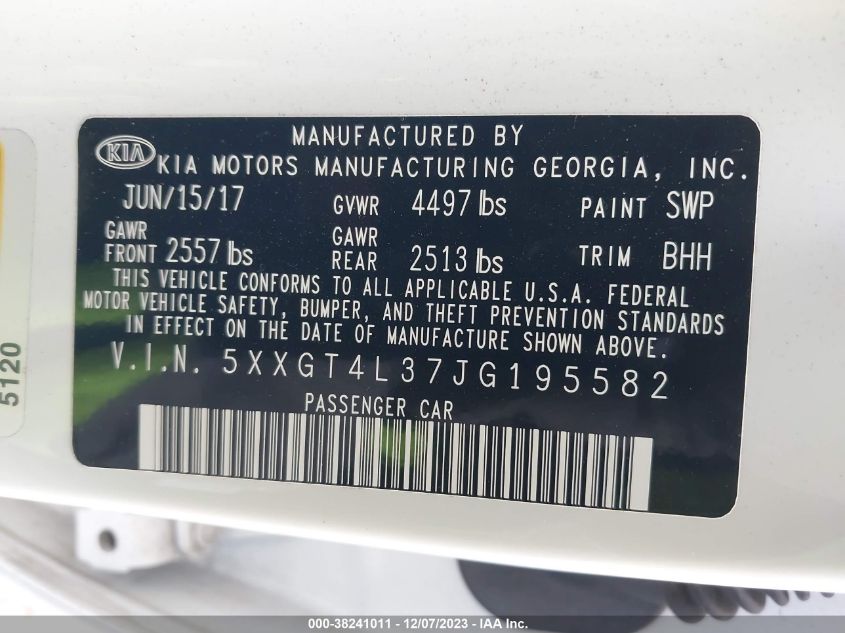 MANUFACTURED BY
KIA KIA MOTORS MANUFACTURING GEORGIA, INC.
JUN/15/17 GVWR 4497 lbs PAINT SWP
GAWR FRONT 2557 lbs GAWR REAR 2513 lbs TRIM BHH
THIS VEHICLE CONFORMS TO ALL APPLICABLE U.S.A. FEDERAL
MOTOR VEHICLE SAFETY, BUMPER, AND THEFT PREVENTION STANDARDS
IN EFFECT ON THE DATE OF MANUFACTURE SHOWN ABOVE.
V.I.N. 5XXGT4L37JG195582
PASSENGER CAR
5120
000-38241011 - 12/07/2023 - IAA Inc.